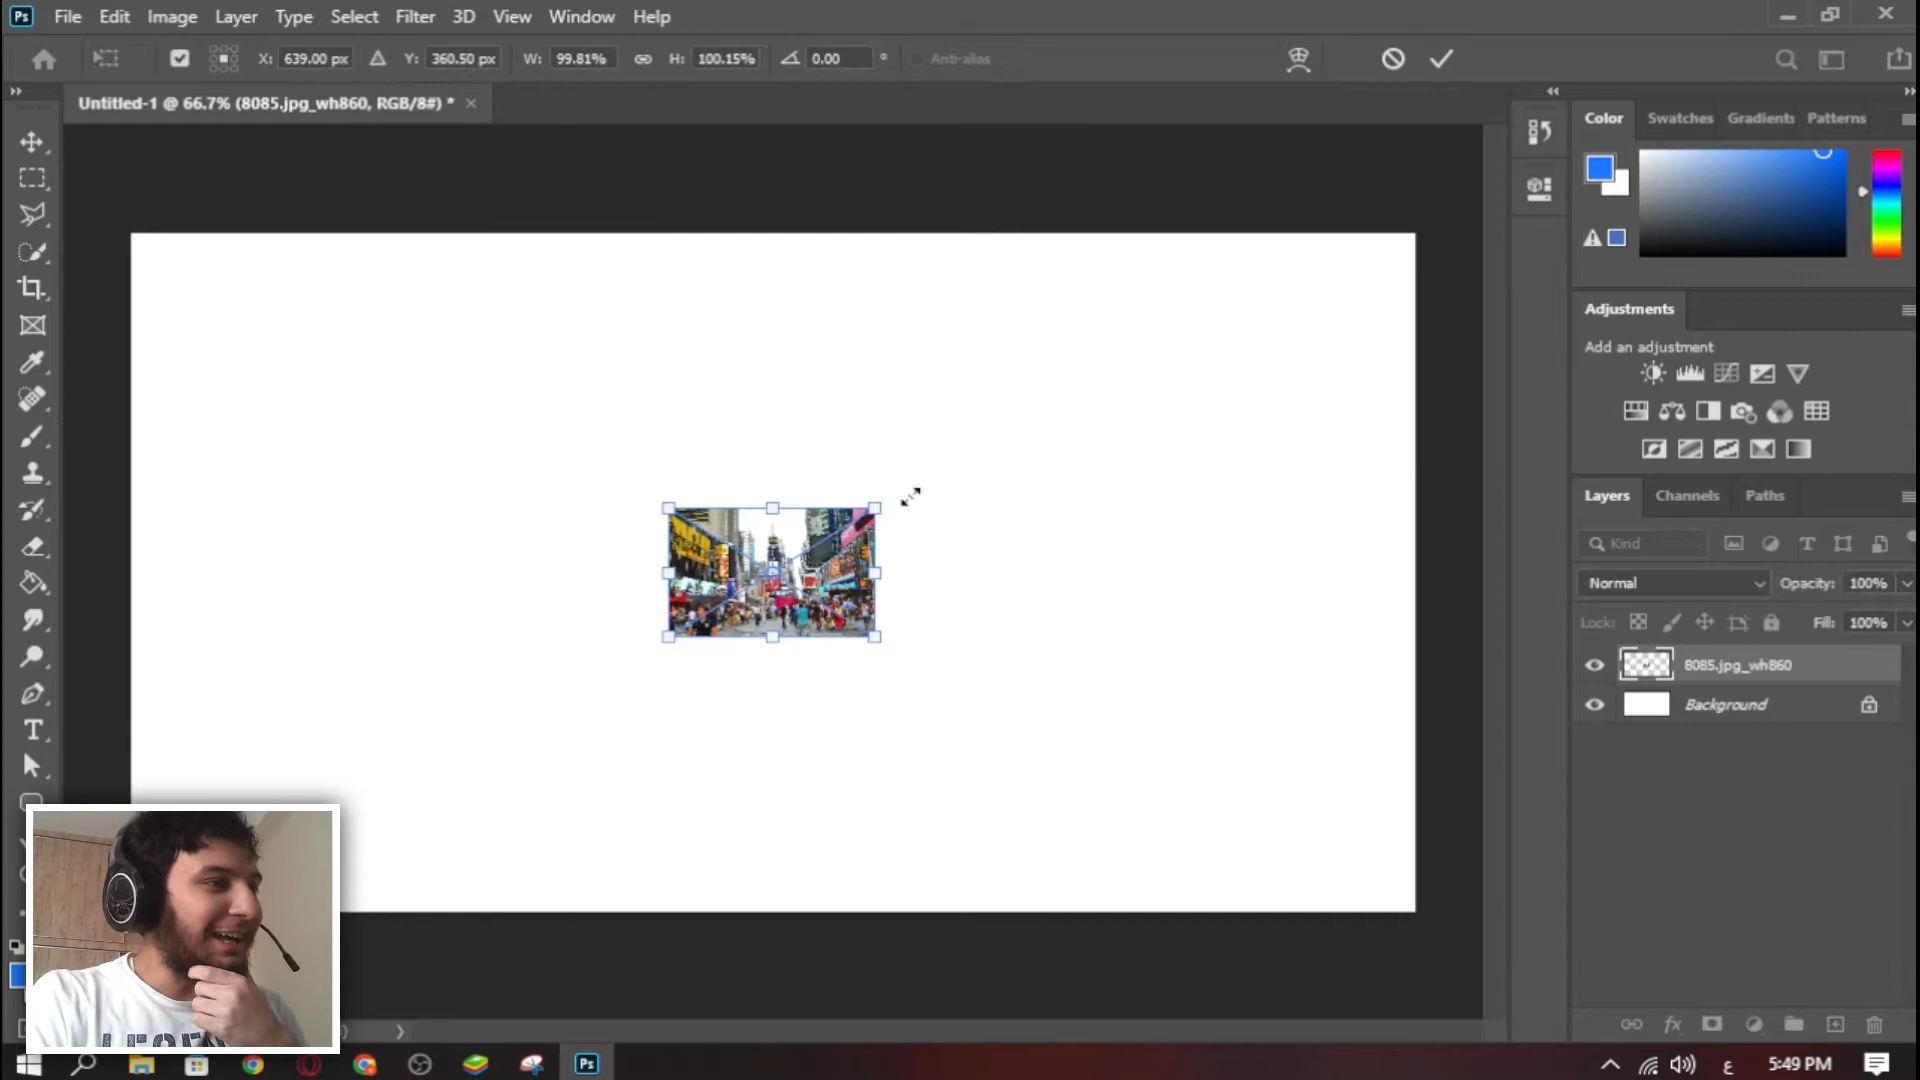 Ps File Edit Image Layer Type Select Filter 3D View Window Help
X: 639.00 px Y: 360.50 px W: 99.81% H: 100.15% 0.00 ° Anti-alias
Untitled-1 @ 66.7% (8085.jpg_wh860, RGB/8#) * ×
Color Swatches Gradients Patterns
Adjustments
Add an adjustment
Layers Channels Paths
Kind
Normal Opacity: 100%
Lock: Fill: 100%
8085.jpg_wh860
Background
fx
Ps ع 5:49 PM